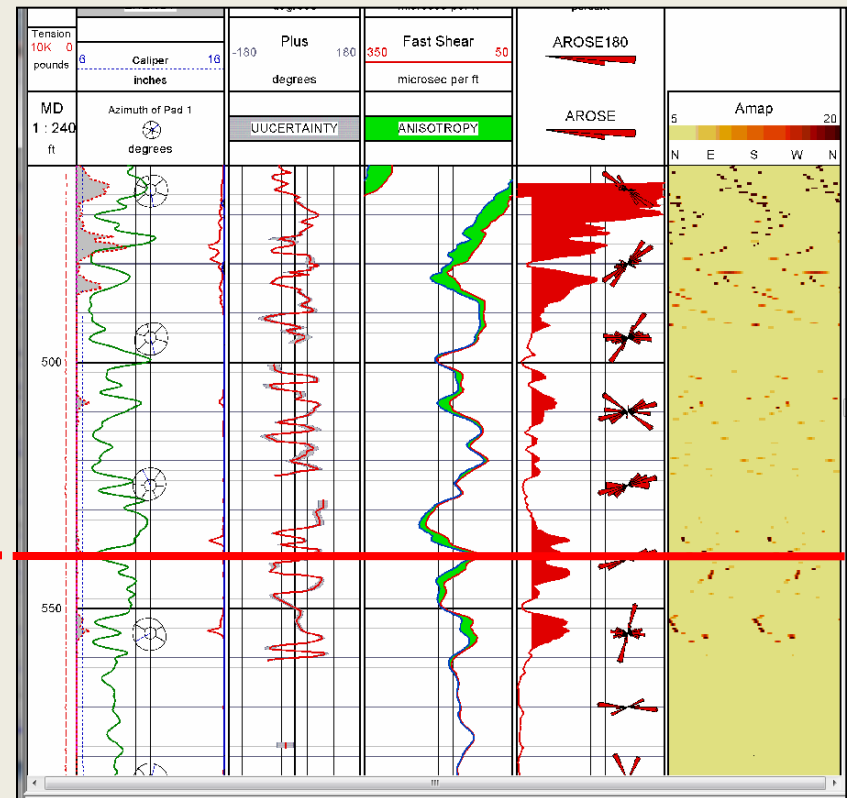 Tension
10K 0
pounds
6 Caliper 16
inches
Plus
-180 180
degrees
Fast Shear
350 50
microsec per ft
AROSE180
MD
1 : 240
ft
Azimuth of Pad 1
degrees
UUCERTAINTY
ANISOTROPY
AROSE
Amap
5 20
N E S W N
500
550